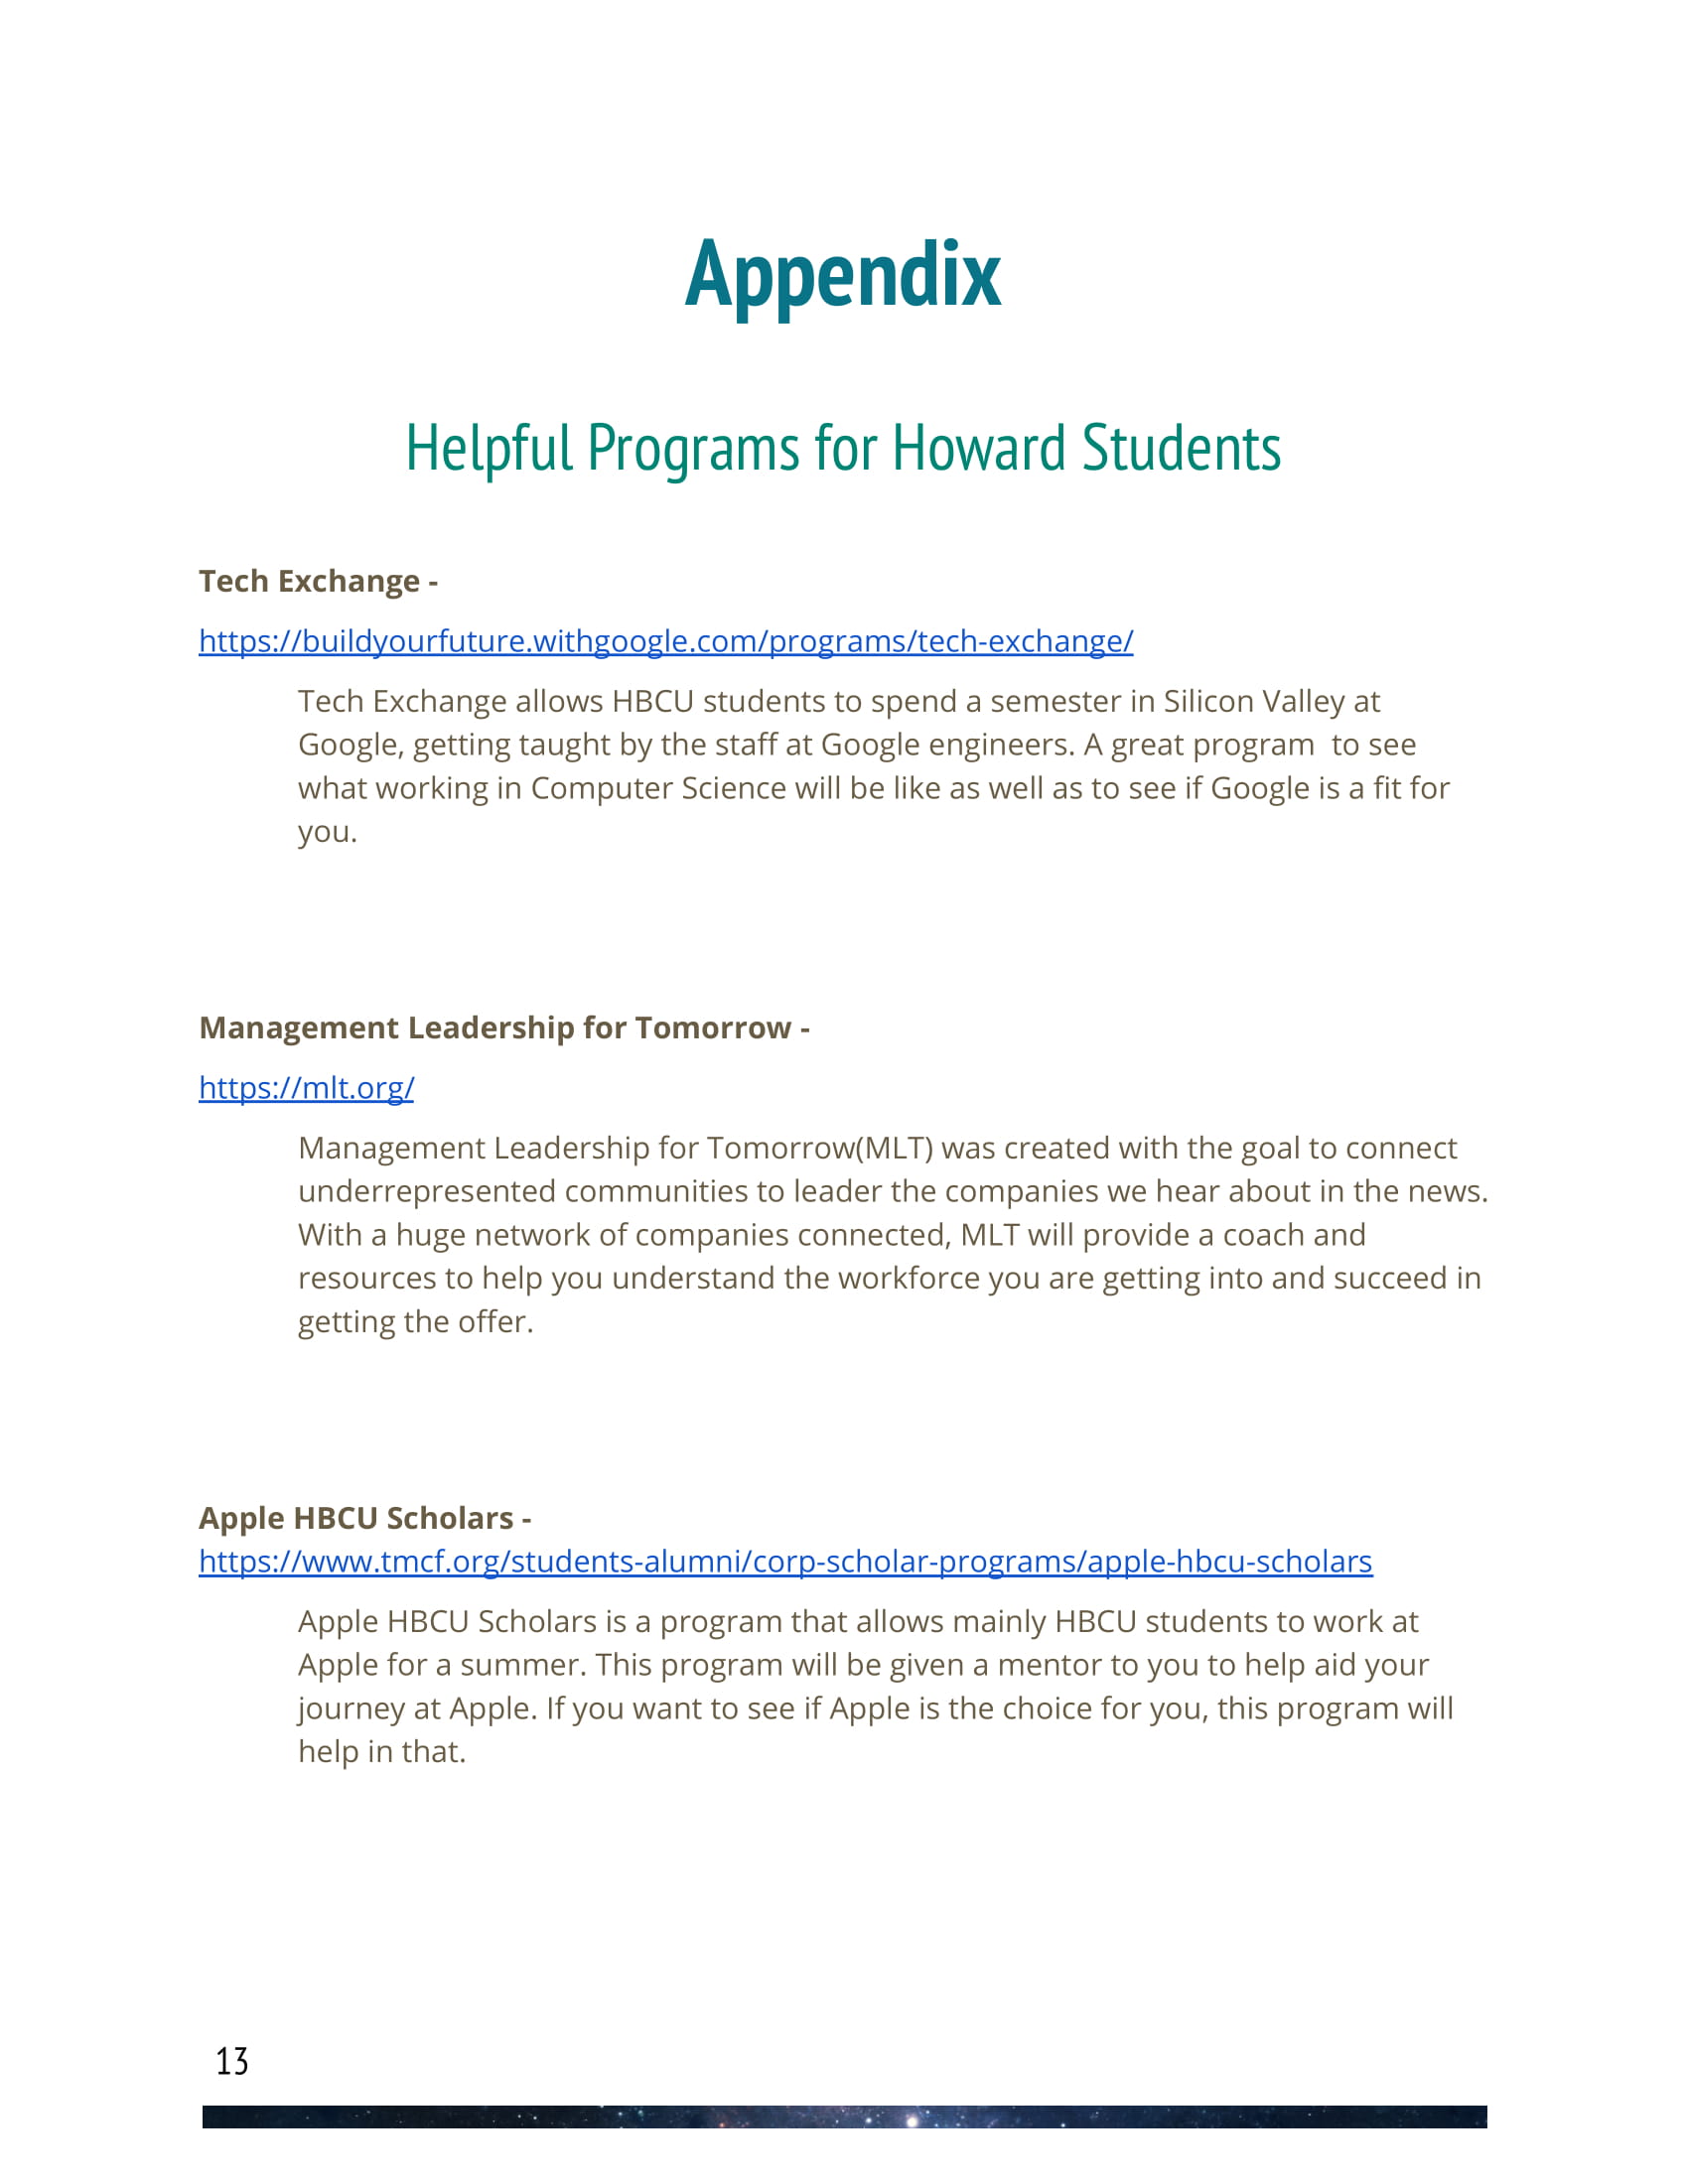 Appendix
Helpful Programs for Howard Students
Tech Exchange -
https://buildyourfuture.withgoogle.com/programs/tech-exchange/
Tech Exchange allows HBCU students to spend a semester in Silicon Valley at
Google, getting taught by the staff at Google engineers. A great program  to see
what working in Computer Science will be like as well as to see if Google is a fit for
you.
Management Leadership for Tomorrow -
https://mlt.org/
Management Leadership for Tomorrow(MLT) was created with the goal to connect
underrepresented communities to leader the companies we hear about in the news.
With a huge network of companies connected, MLT will provide a coach and
resources to help you understand the workforce you are getting into and succeed in
getting the offer.
Apple HBCU Scholars -
https://www.tmcf.org/students-alumni/corp-scholar-programs/apple-hbcu-scholars
Apple HBCU Scholars is a program that allows mainly HBCU students to work at
Apple for a summer. This program will be given a mentor to you to help aid your
journey at Apple. If you want to see if Apple is the choice for you, this program will
help in that.
13